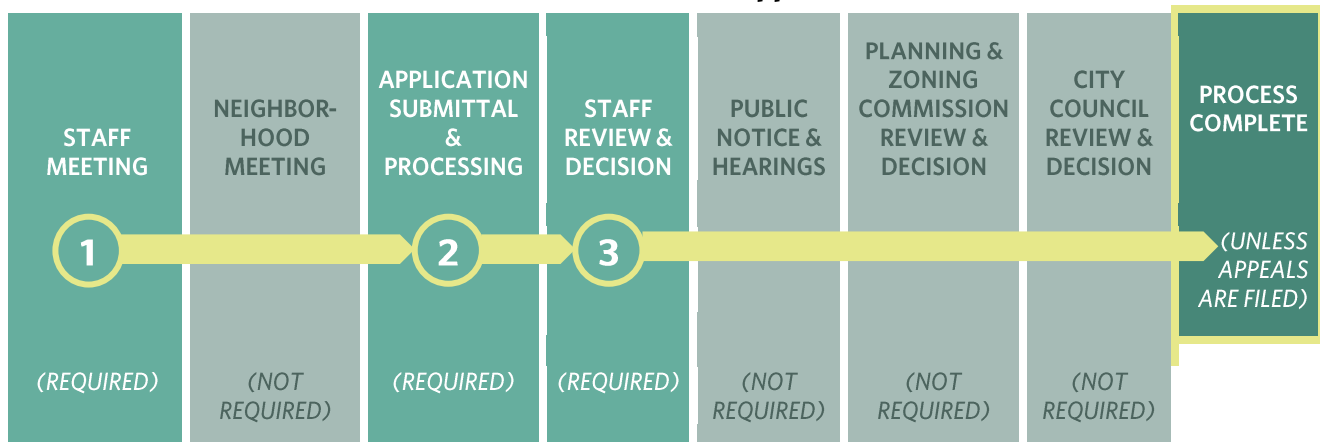 STAFF
MEETING
1
(REQUIRED)
NEIGHBOR-
HOOD
MEETING
(NOT
REQUIRED)
APPLICATION
SUBMITTAL
&
PROCESSING
2
(REQUIRED)
STAFF
REVIEW &
DECISION
3
(REQUIRED)
PUBLIC
NOTICE &
HEARINGS
(NOT
REQUIRED)
PLANNING &
ZONING
COMMISSION
REVIEW &
DECISION
(NOT
REQUIRED)
CITY
COUNCIL
REVIEW &
DECISION
(NOT
REQUIRED)
PROCESS
COMPLETE
(UNLESS
APPEALS
ARE FILED)